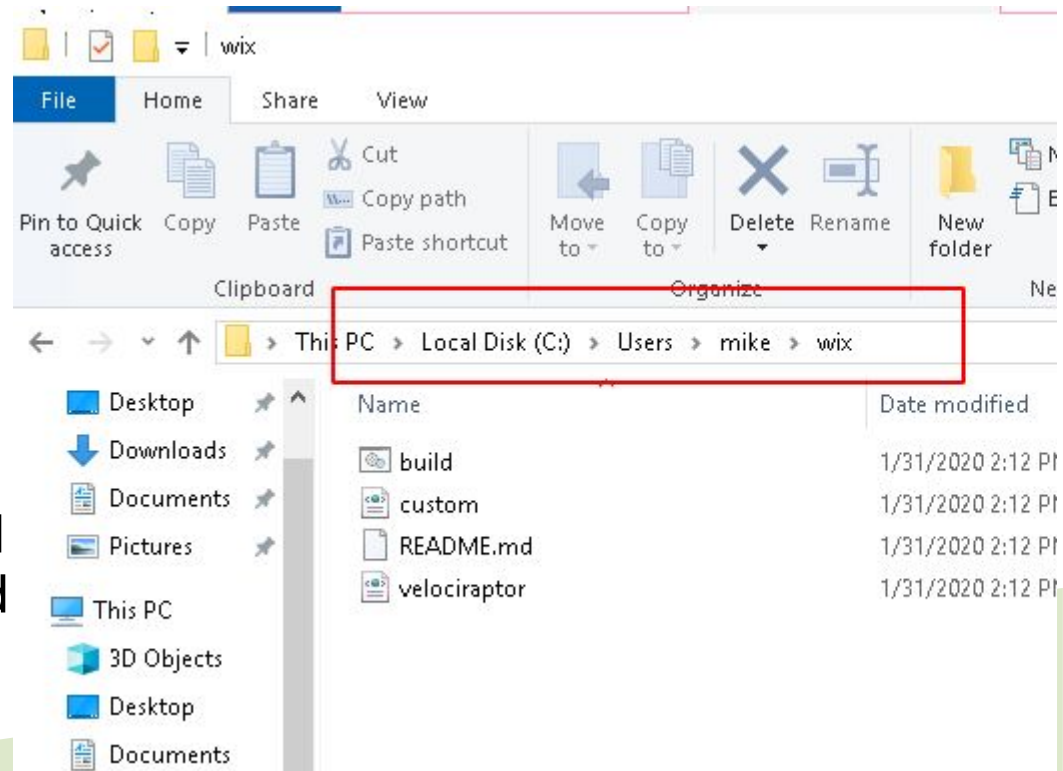 wix
File Home Share View
Cut
Copy path
Paste shortcut
Pin to Quick access
Copy
Paste
Move to
Copy to
Delete
Rename
New folder
Clipboard
Organize
This PC > Local Disk (C:) > Users > mike > wix
Name Date modified
Desktop
Downloads
Documents
Pictures
This PC
3D Objects
Desktop
Documents
build 1/31/2020 2:12 PM
custom 1/31/2020 2:12 PM
README.md 1/31/2020 2:12 PM
velociraptor 1/31/2020 2:12 PM